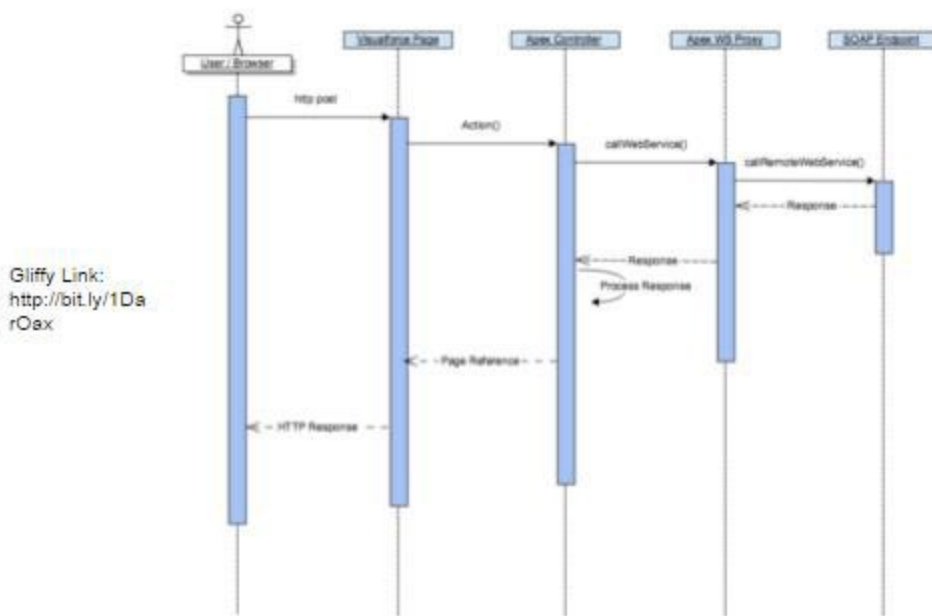 User / Browser
Visualforce Page
Apex Controller
Apex WS Proxy
SOAP Endpoint
http post
Action()
callWebService()
callRemoteWebService()
Response
Response
Process Response
Page Reference
HTTP Response
Gliffy Link:
http://bit.ly/1Da
rOax